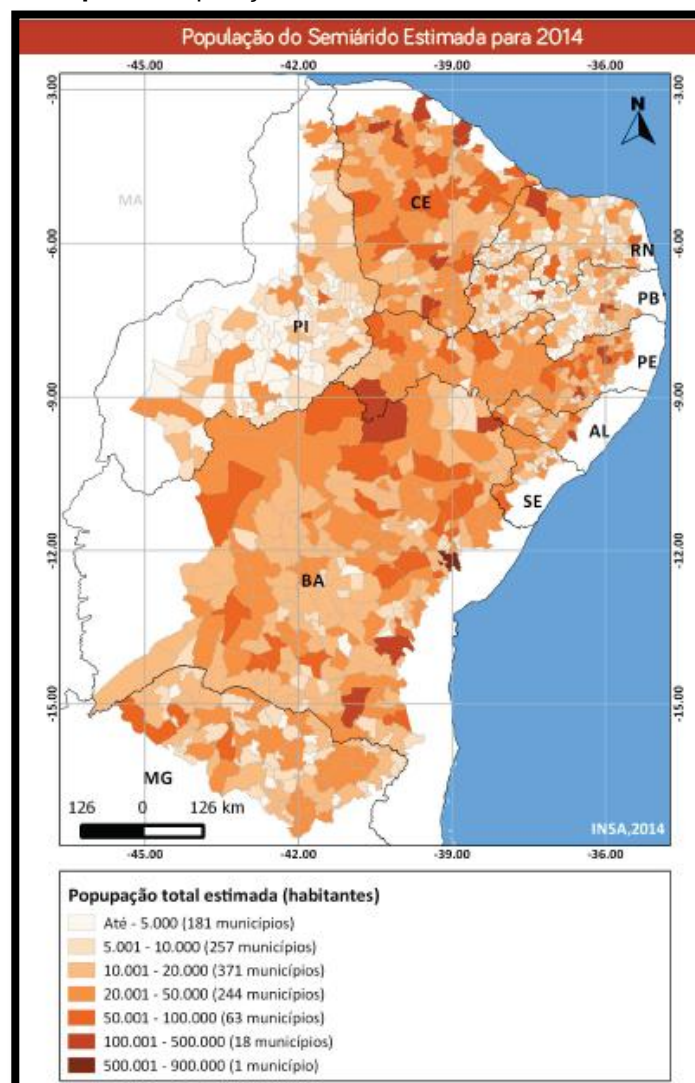 População do Semiárido Estimada para 2014
-45.00 -42.00 -39.00 -36.00
-3.00 -3.00
N
MA
CE
-6.00 -6.00
RN
PB
PI
PE
-9.00 -9.00
AL
SE
-12.00 -12.00
BA
-15.00 -15.00
MG
126 0 126 km
INSA,2014
-45.00 -42.00 -39.00 -36.00
Popupação total estimada (habitantes)
Até - 5.000 (181 municípios)
5.001 - 10.000 (257 municípios)
10.001 - 20.000 (371 municípios)
20.001 - 50.000 (244 municípios)
50.001 - 100.000 (63 municípios)
100.001 - 500.000 (18 municípios)
500.001 - 900.000 (1 município)